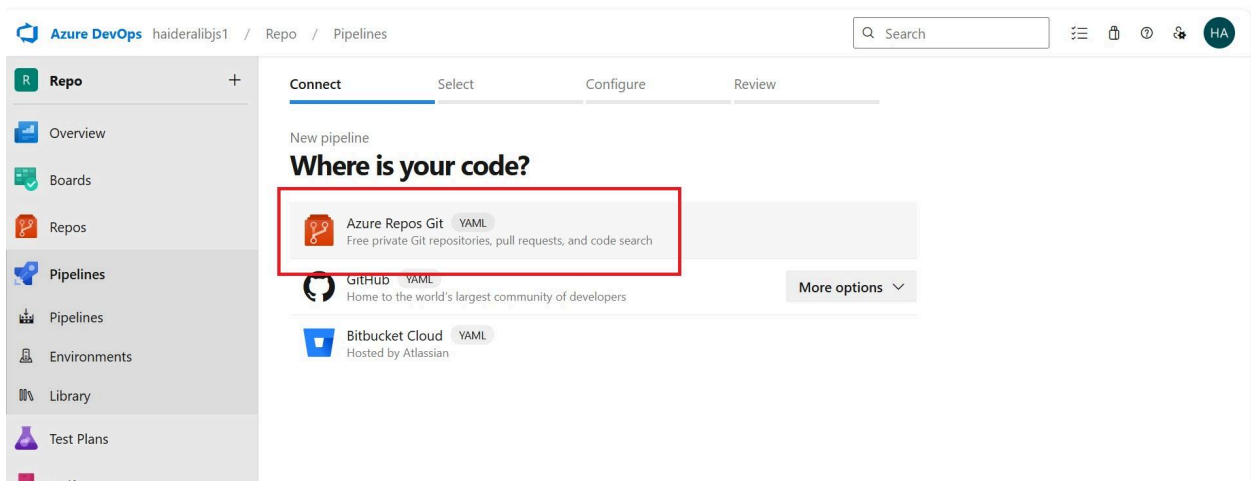 Azure DevOps haideralibjs1 / Repo / Pipelines
Search
HA
R Repo +
Overview
Boards
Repos
Pipelines
Pipelines
Environments
Library
Test Plans
Connect Select Configure Review
New pipeline
Where is your code?
Azure Repos Git YAML
Free private Git repositories, pull requests, and code search
GitHub YAML
Home to the world's largest community of developers
More options
Bitbucket Cloud YAML
Hosted by Atlassian